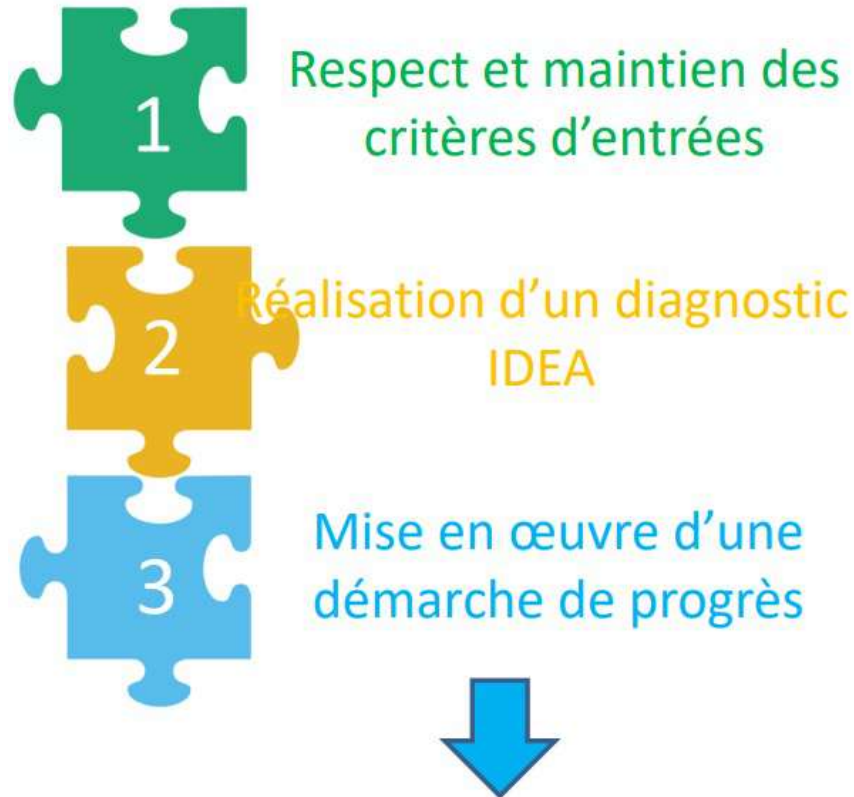 1
Respect et maintien des
critères d'entrées
2
Réalisation d'un diagnostic
IDEA
3
Mise en œuvre d'une
démarche de progrès